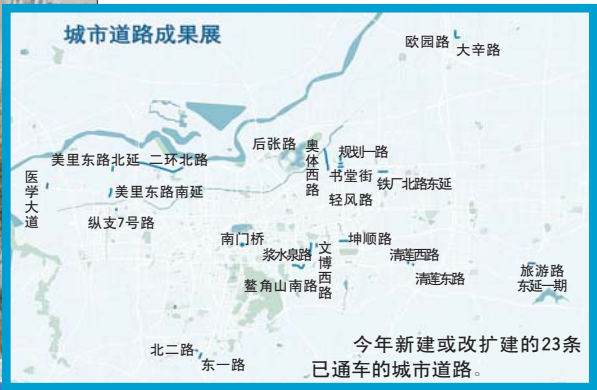 城市道路成果展
欧园路
大辛路
后张路
奥体西路
规划一路
美里东路北延
二环北路
书堂街
铁厂北路东延
医学大道
美里东路南延
轻风路
纵支7号路
南门桥
浆水泉路
文博西路
坤顺路
清莲西路
清莲东路
鳌角山南路
旅游路
东延一期
北二路
东一路
今年新建或改扩建的23条
已通车的城市道路。